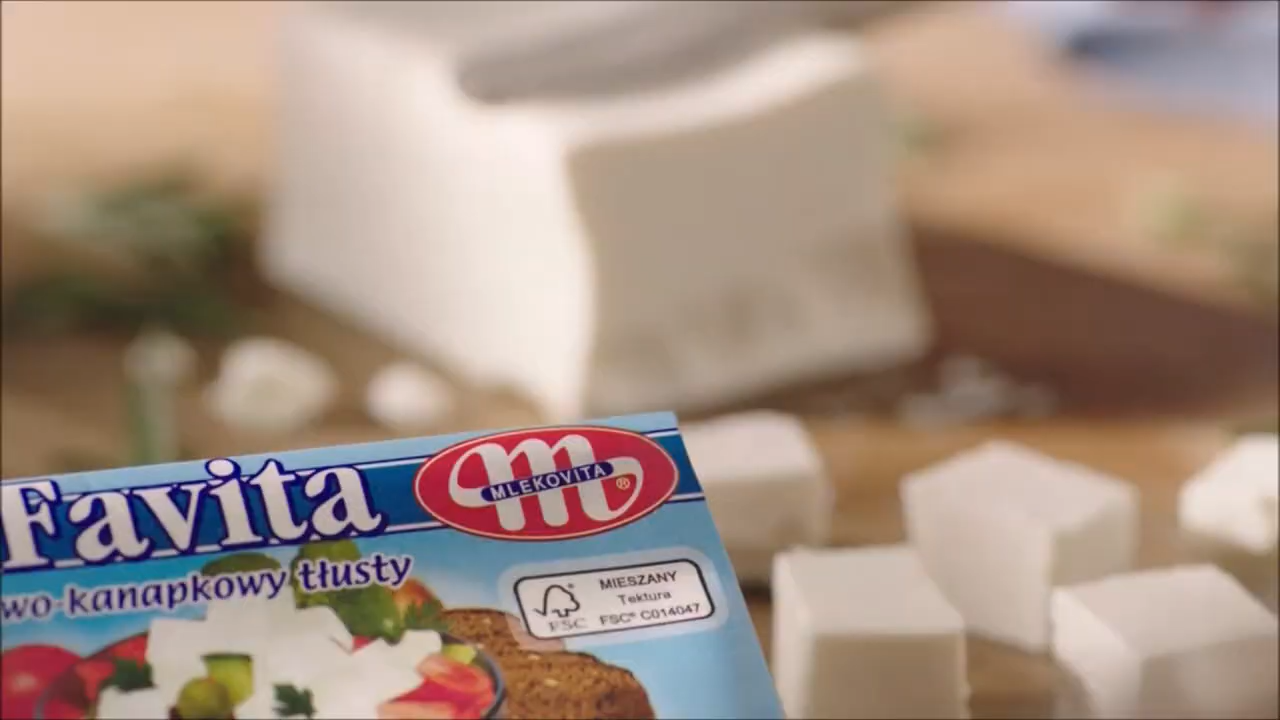 Favita
MLEKOVITA ®
wo-kanapkowy tłusty
MIESZANY
Tektura
FSC® C014047
FSC